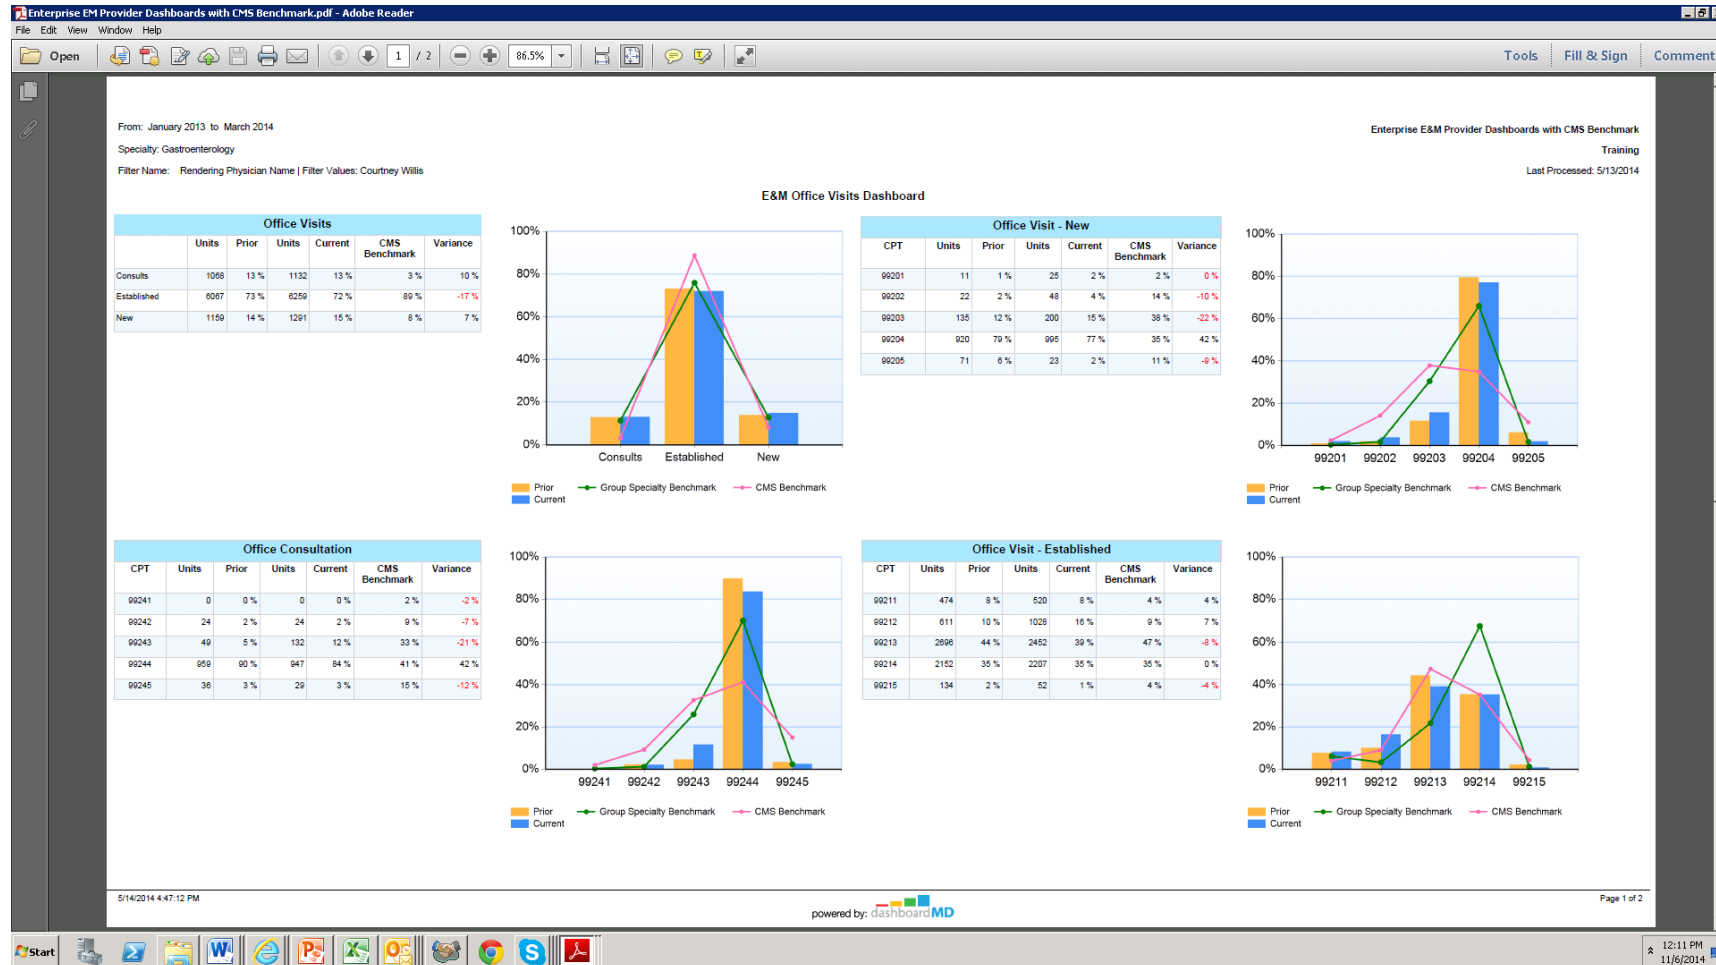 Enterprise EM Provider Dashboards with CMS Benchmark.pdf - Adobe Reader
File Edit View Window Help
Open 1 / 2 86.5% Tools Fill & Sign Comment
From: January 2013 to March 2014
Enterprise E&M Provider Dashboards with CMS Benchmark
Specialty: Gastroenterology
Training
Filter Name: Rendering Physician Name | Filter Values: Courtney Willis
Last Processed: 5/13/2014
E&M Office Visits Dashboard
Office Visits
Units Prior Units Current CMS Benchmark Variance
Consults 1068 13 % 1132 13 % 3 % 10 %
Established 6067 73 % 6259 72 % 89 % -17 %
New 1159 14 % 1291 15 % 8 % 7 %
100%
80%
60%
40%
20%
0%
Consults Established New
Prior Group Specialty Benchmark CMS Benchmark
Current
Office Visit - New
CPT Units Prior Units Current CMS Benchmark Variance
99201 11 1 % 25 2 % 2 % 0 %
99202 22 2 % 48 4 % 14 % -10 %
99203 135 12 % 200 15 % 38 % -22 %
99204 920 79 % 995 77 % 35 % 42 %
99205 71 6 % 23 2 % 11 % -9 %
100%
80%
60%
40%
20%
0%
99201 99202 99203 99204 99205
Prior Group Specialty Benchmark CMS Benchmark
Current
Office Consultation
CPT Units Prior Units Current CMS Benchmark Variance
99241 0 0 % 0 0 % 2 % -2 %
99242 24 2 % 24 2 % 9 % -7 %
99243 49 5 % 132 12 % 33 % -21 %
99244 959 90 % 947 84 % 41 % 42 %
99245 36 3 % 29 3 % 15 % -12 %
100%
80%
60%
40%
20%
0%
99241 99242 99243 99244 99245
Prior Group Specialty Benchmark CMS Benchmark
Current
Office Visit - Established
CPT Units Prior Units Current CMS Benchmark Variance
99211 474 8 % 520 8 % 4 % 4 %
99212 611 10 % 1028 16 % 9 % 7 %
99213 2696 44 % 2452 39 % 47 % -8 %
99214 2152 35 % 2207 35 % 35 % 0 %
99215 134 2 % 52 1 % 4 % -4 %
100%
80%
60%
40%
20%
0%
99211 99212 99213 99214 99215
Prior Group Specialty Benchmark CMS Benchmark
Current
5/14/2014 4:47:12 PM
Page 1 of 2
powered by: dashboardMD
Start
12:11 PM
11/6/2014